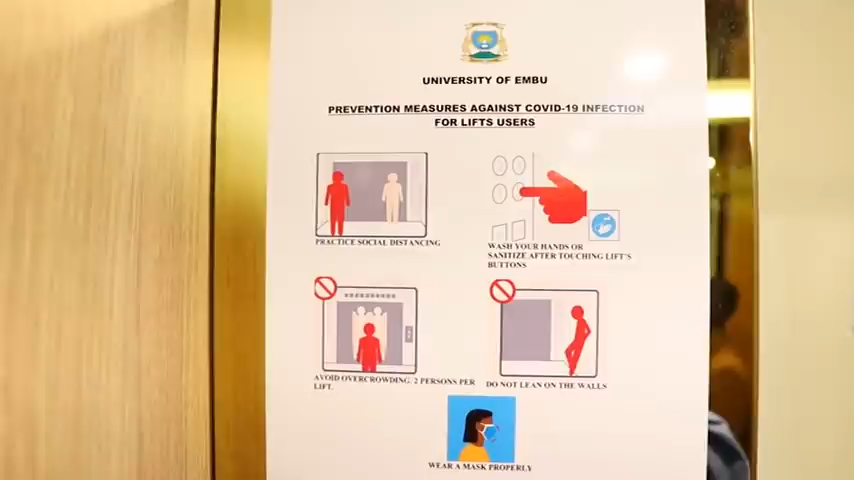 UNIVERSITY OF EMBU
PREVENTION MEASURES AGAINST COVID-19 INFECTION
FOR LIFTS USERS
PRACTICE SOCIAL DISTANCING
WASH YOUR HANDS OR
SANITIZE AFTER TOUCHING LIFT'S
BUTTONS
AVOID OVERCROWDING. 2 PERSONS PER
LIFT.
DO NOT LEAN ON THE WALLS
WEAR A MASK PROPERLY